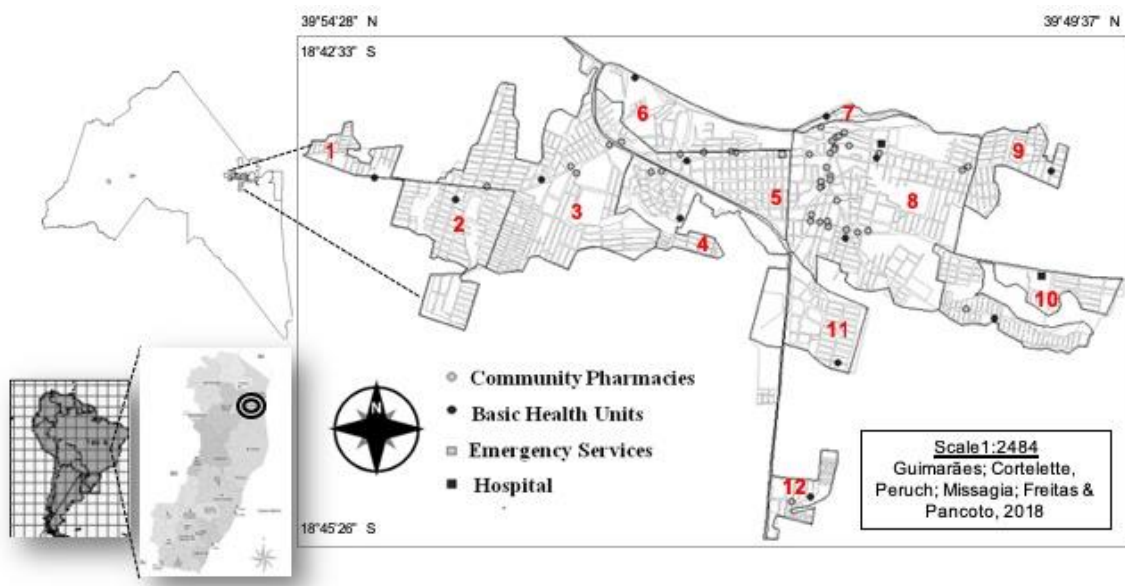 39°54'28" N
39°49'37" N
18°42'33" S
1
2
3
4
5
6
7
8
9
10
11
12
N
Community Pharmacies
Basic Health Units
Emergency Services
Hospital
Scale1:2484
Guimarães; Cortelette,
Peruch; Missagia; Freitas &
Pancoto, 2018
18°45'26" S